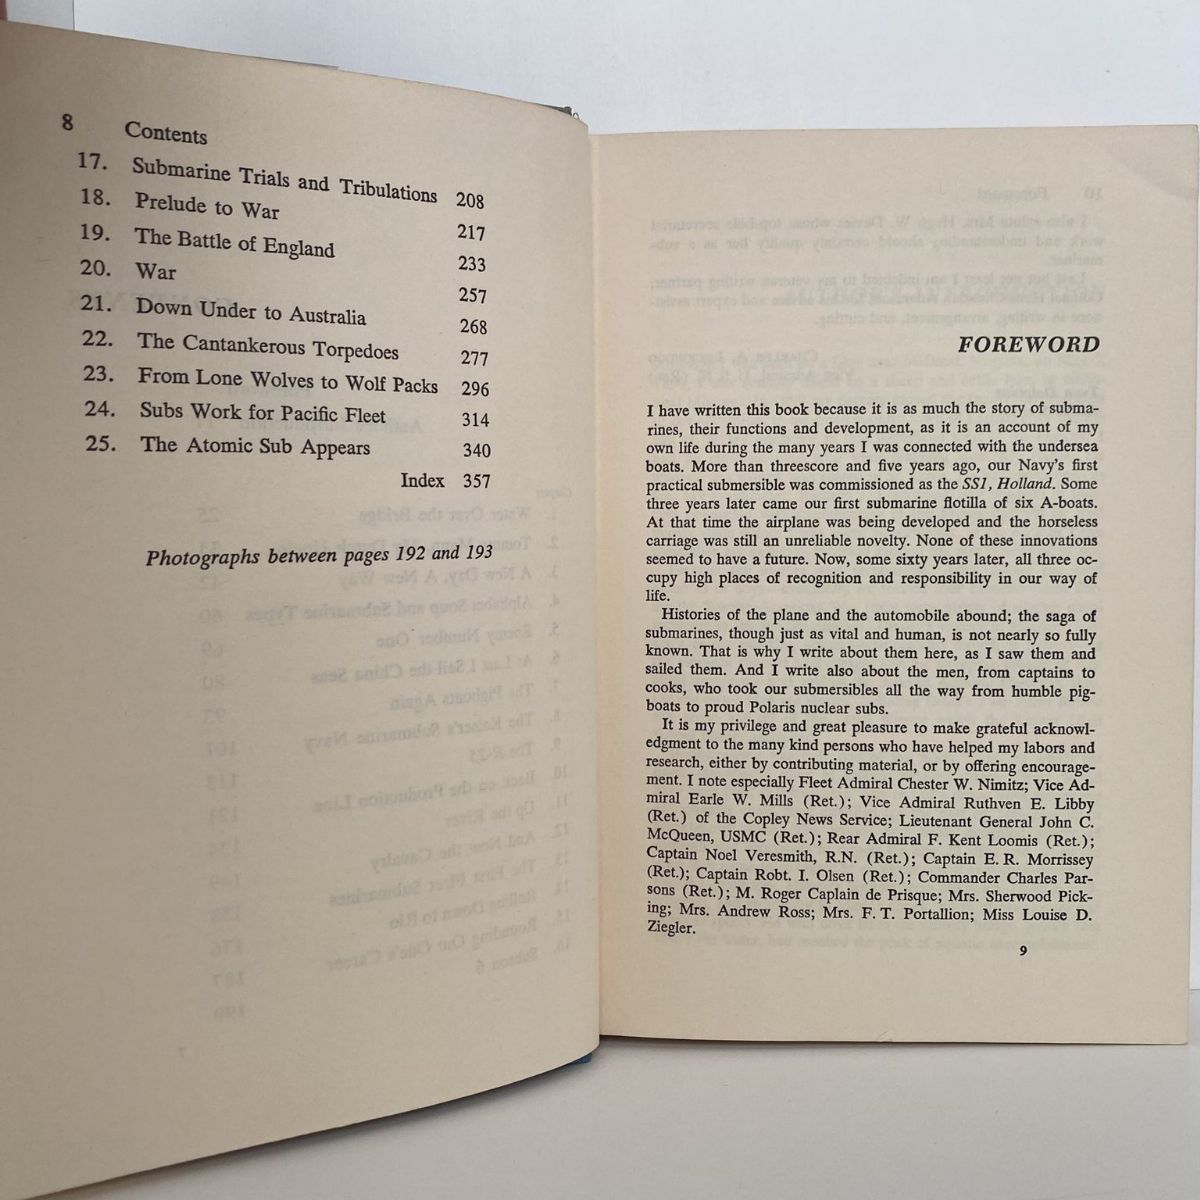 8 Contents
17. Submarine Trials and Tribulations 208
18. Prelude to War 217
19. The Battle of England 233
20. War 257
21. Down Under to Australia 268
22. The Cantankerous Torpedoes 277
23. From Lone Wolves to Wolf Packs 296
24. Subs Work for Pacific Fleet 314
25. The Atomic Sub Appears 340
Index 357
Photographs between pages 192 and 193
FOREWORD
I have written this book because it is as much the story of subma-
rines, their functions and development, as it is an account of my
own life during the many years I was connected with the undersea
boats. More than threescore and five years ago, our Navy's first
practical submersible was commissioned as the SS1, Holland. Some
three years later came our first submarine flotilla of six A-boats.
At that time the airplane was being developed and the horseless
carriage was still an unreliable novelty. None of these innovations
seemed to have a future. Now, some sixty years later, all three oc-
cupy high places of recognition and responsibility in our way of
life.
Histories of the plane and the automobile abound; the saga of
submarines, though just as vital and human, is not nearly so fully
known. That is why I write about them here, as I saw them and
sailed them. And I write also about the men, from captains to
cooks, who took our submersibles all the way from humble pig-
boats to proud Polaris nuclear subs.
It is my privilege and great pleasure to make grateful acknowl-
edgment to the many kind persons who have helped my labors and
research, either by contributing material, or by offering encourage-
ment. I note especially Fleet Admiral Chester W. Nimitz; Vice Ad-
miral Earle W. Mills (Ret.); Vice Admiral Ruthven E. Libby
(Ret.) of the Copley News Service; Lieutenant General John C.
McQueen, USMC (Ret.); Rear Admiral F. Kent Loomis (Ret.);
Captain Noel Veresmith, R.N. (Ret.); Captain E. R. Morrissey
(Ret.); Captain Robt. I. Olsen (Ret.); Commander Charles Par-
sons (Ret.); M. Roger Caplain de Prisque; Mrs. Sherwood Pick-
ing; Mrs. Andrew Ross; Mrs. F. T. Portallion; Miss Louise D.
Ziegler.
9